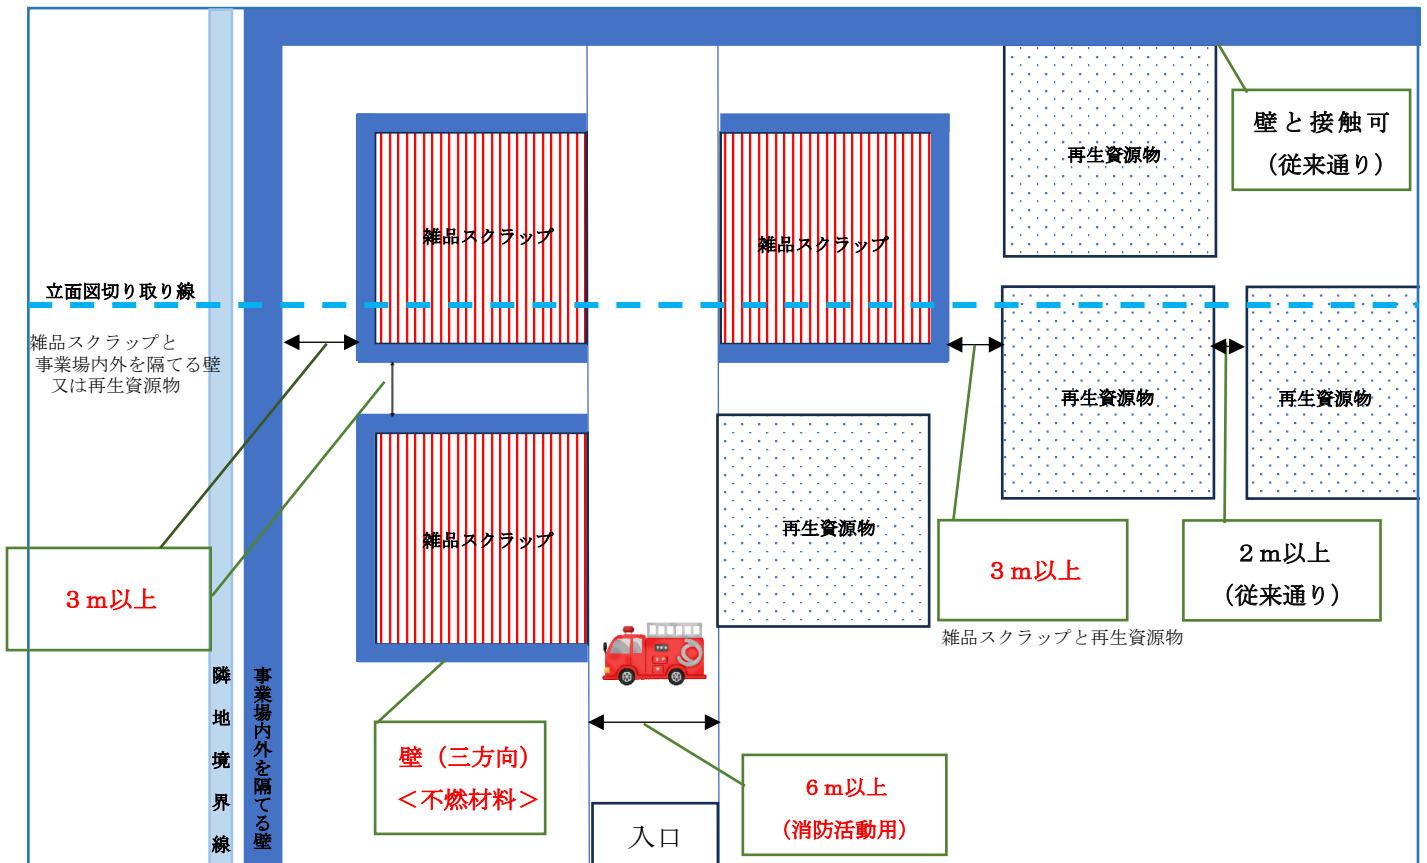 壁と接触可
（従来通り）
再生資源物
雑品スクラップ
雑品スクラップ
立面図切り取り線
雑品スクラップと
事業場内外を隔てる壁
又は再生資源物
再生資源物
再生資源物
雑品スクラップ
再生資源物
３ｍ以上
３ｍ以上
２ｍ以上
（従来通り）
雑品スクラップと再生資源物
隣地境界線
事業場内外を隔てる壁
壁（三方向）
＜不燃材料＞
６ｍ以上
（消防活動用）
入口